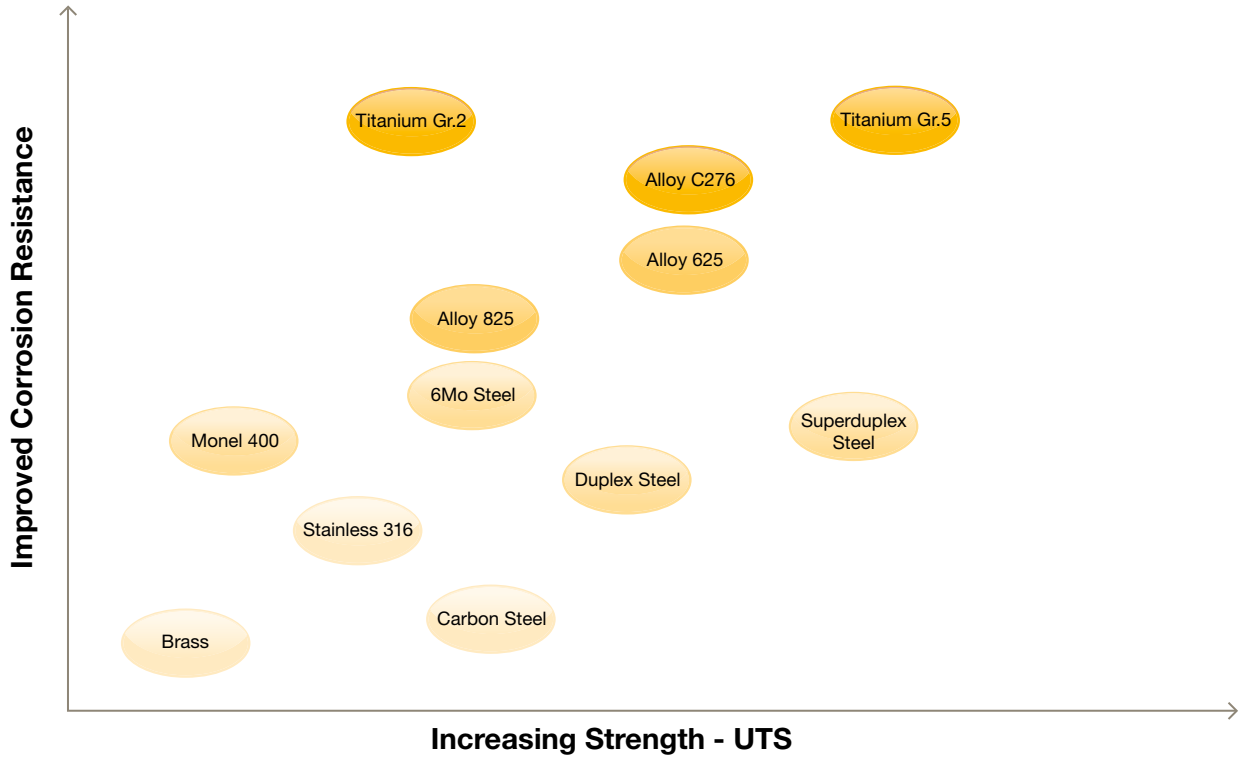 Improved Corrosion Resistance
Titanium Gr.2
Titanium Gr.5
Alloy C276
Alloy 625
Alloy 825
6Mo Steel
Superduplex
Steel
Monel 400
Duplex Steel
Stainless 316
Carbon Steel
Brass
Increasing Strength - UTS